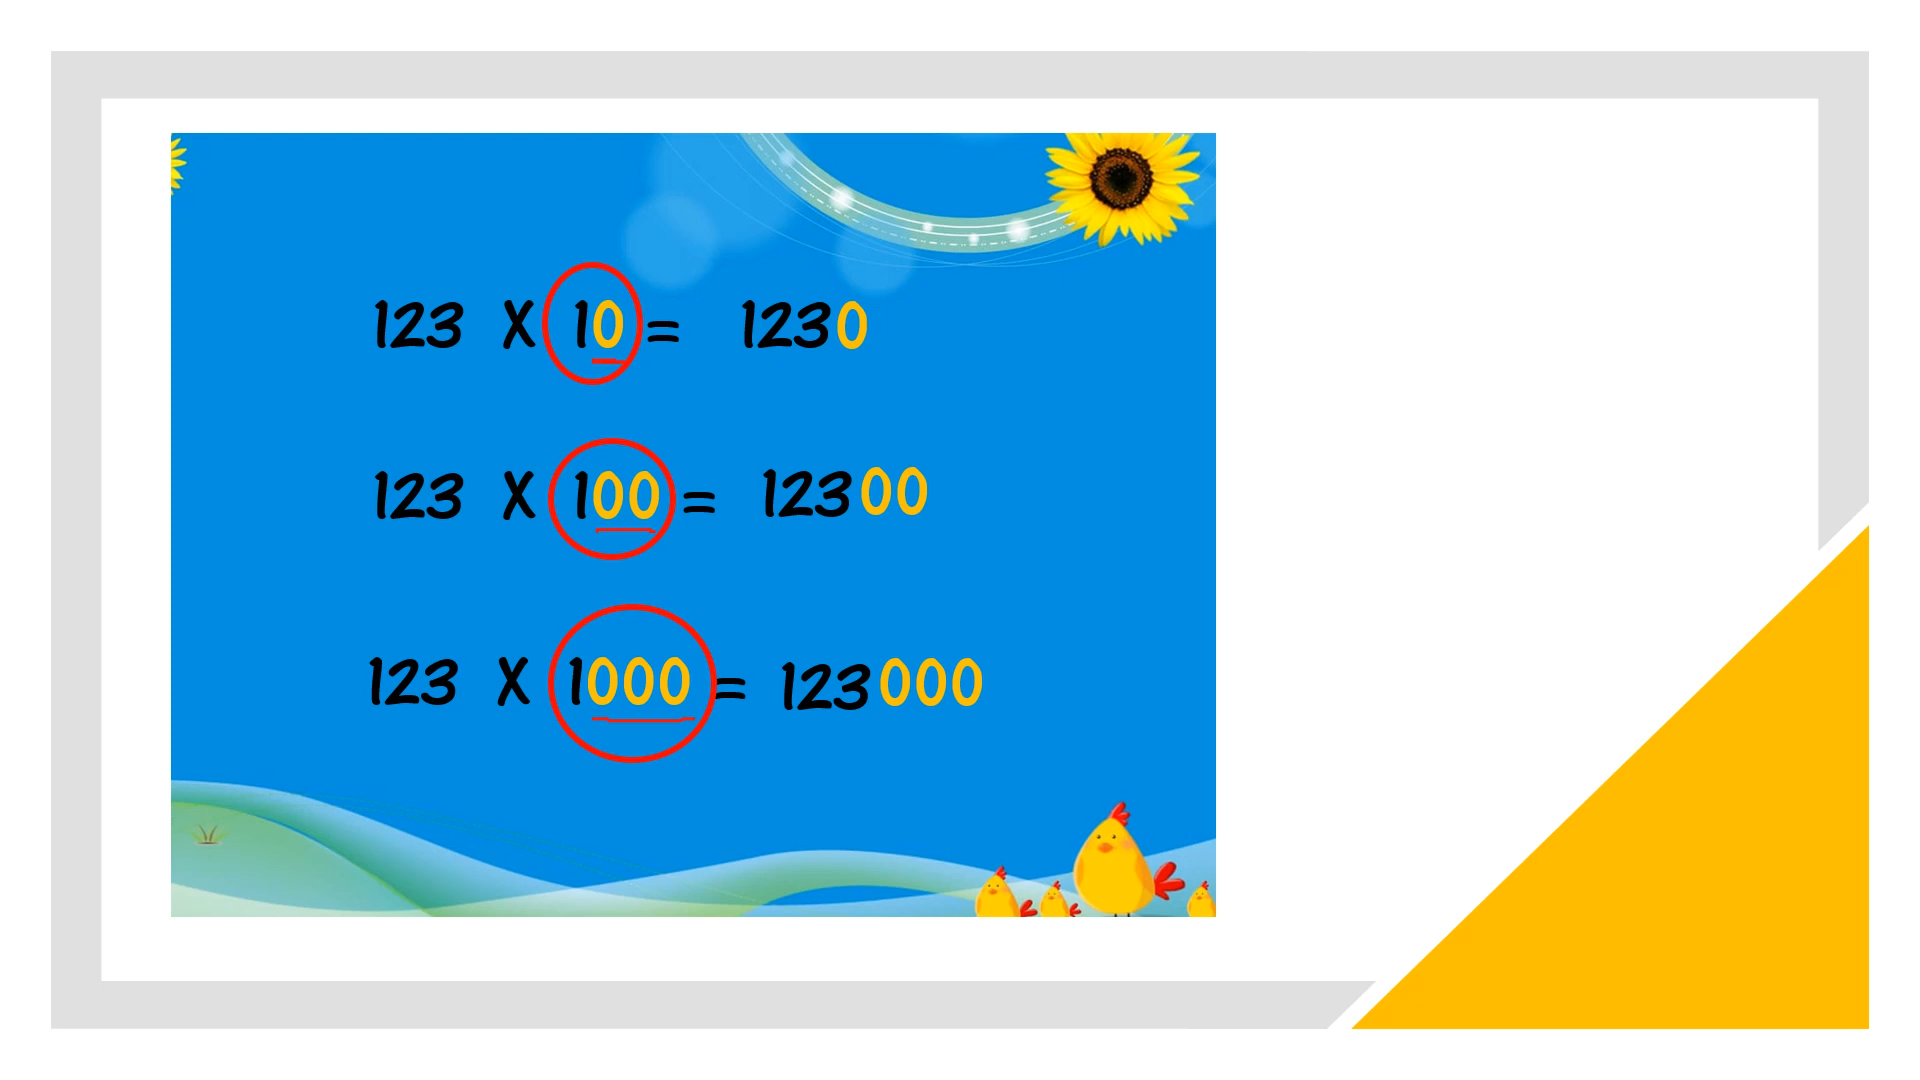 123 X 10 = 1230
123 X 100 = 12300
123 X 1000 = 123000